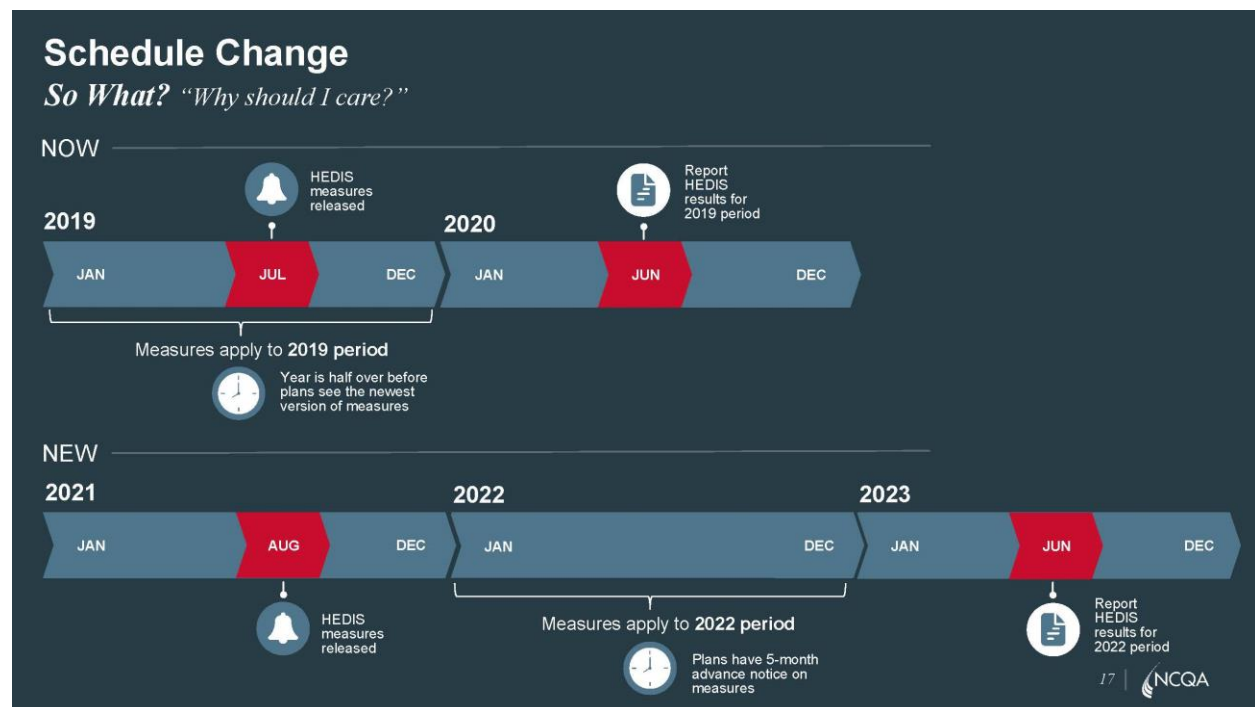 Schedule Change
So What? “Why should I care?”
NOW
HEDIS
measures
released
Report
HEDIS
results for
2019 period
2019
2020
JAN
JUL
DEC
JAN
JUN
DEC
Measures apply to 2019 period
Year is half over before
plans see the newest
version of measures
NEW
2021
2022
2023
JAN
AUG
DEC
JAN
DEC
JAN
JUN
DEC
HEDIS
measures
released
Measures apply to 2022 period
Plans have 5-month
advance notice on
measures
Report
HEDIS
results for
2022 period
17 | NCQA